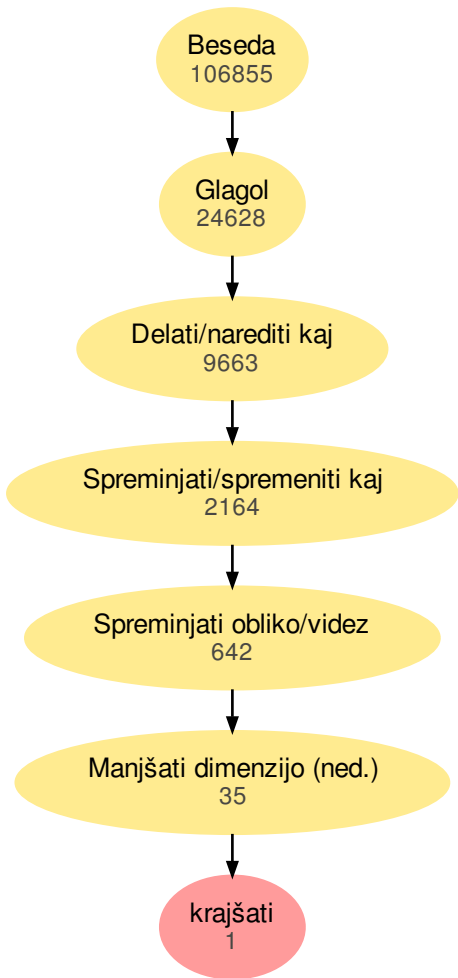 Beseda
106855
Glagol
24628
Delati/narediti kaj
9663
Spreminjati/spremeniti kaj
2164
Spreminjati obliko/videz
642
Manjšati dimenzijo (ned.)
35
krajšati
1